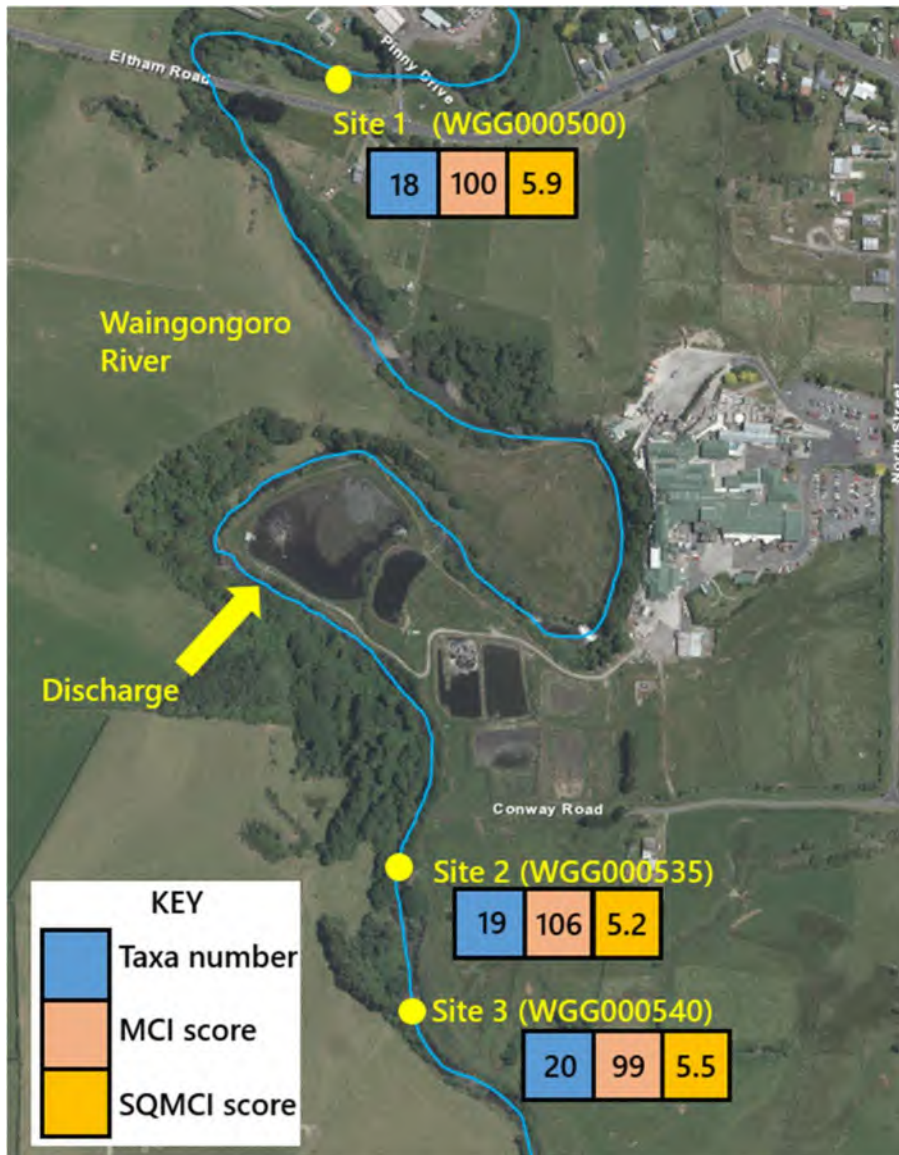 Eltham Road
Pinny Drive
Site 1 (WGG000500)
18 100 5.9
Waingongoro
River
North Street
Discharge
Conway Road
Site 2 (WGG000535)
19 106 5.2
Site 3 (WGG000540)
20 99 5.5
KEY
Taxa number
MCI score
SQMCI score